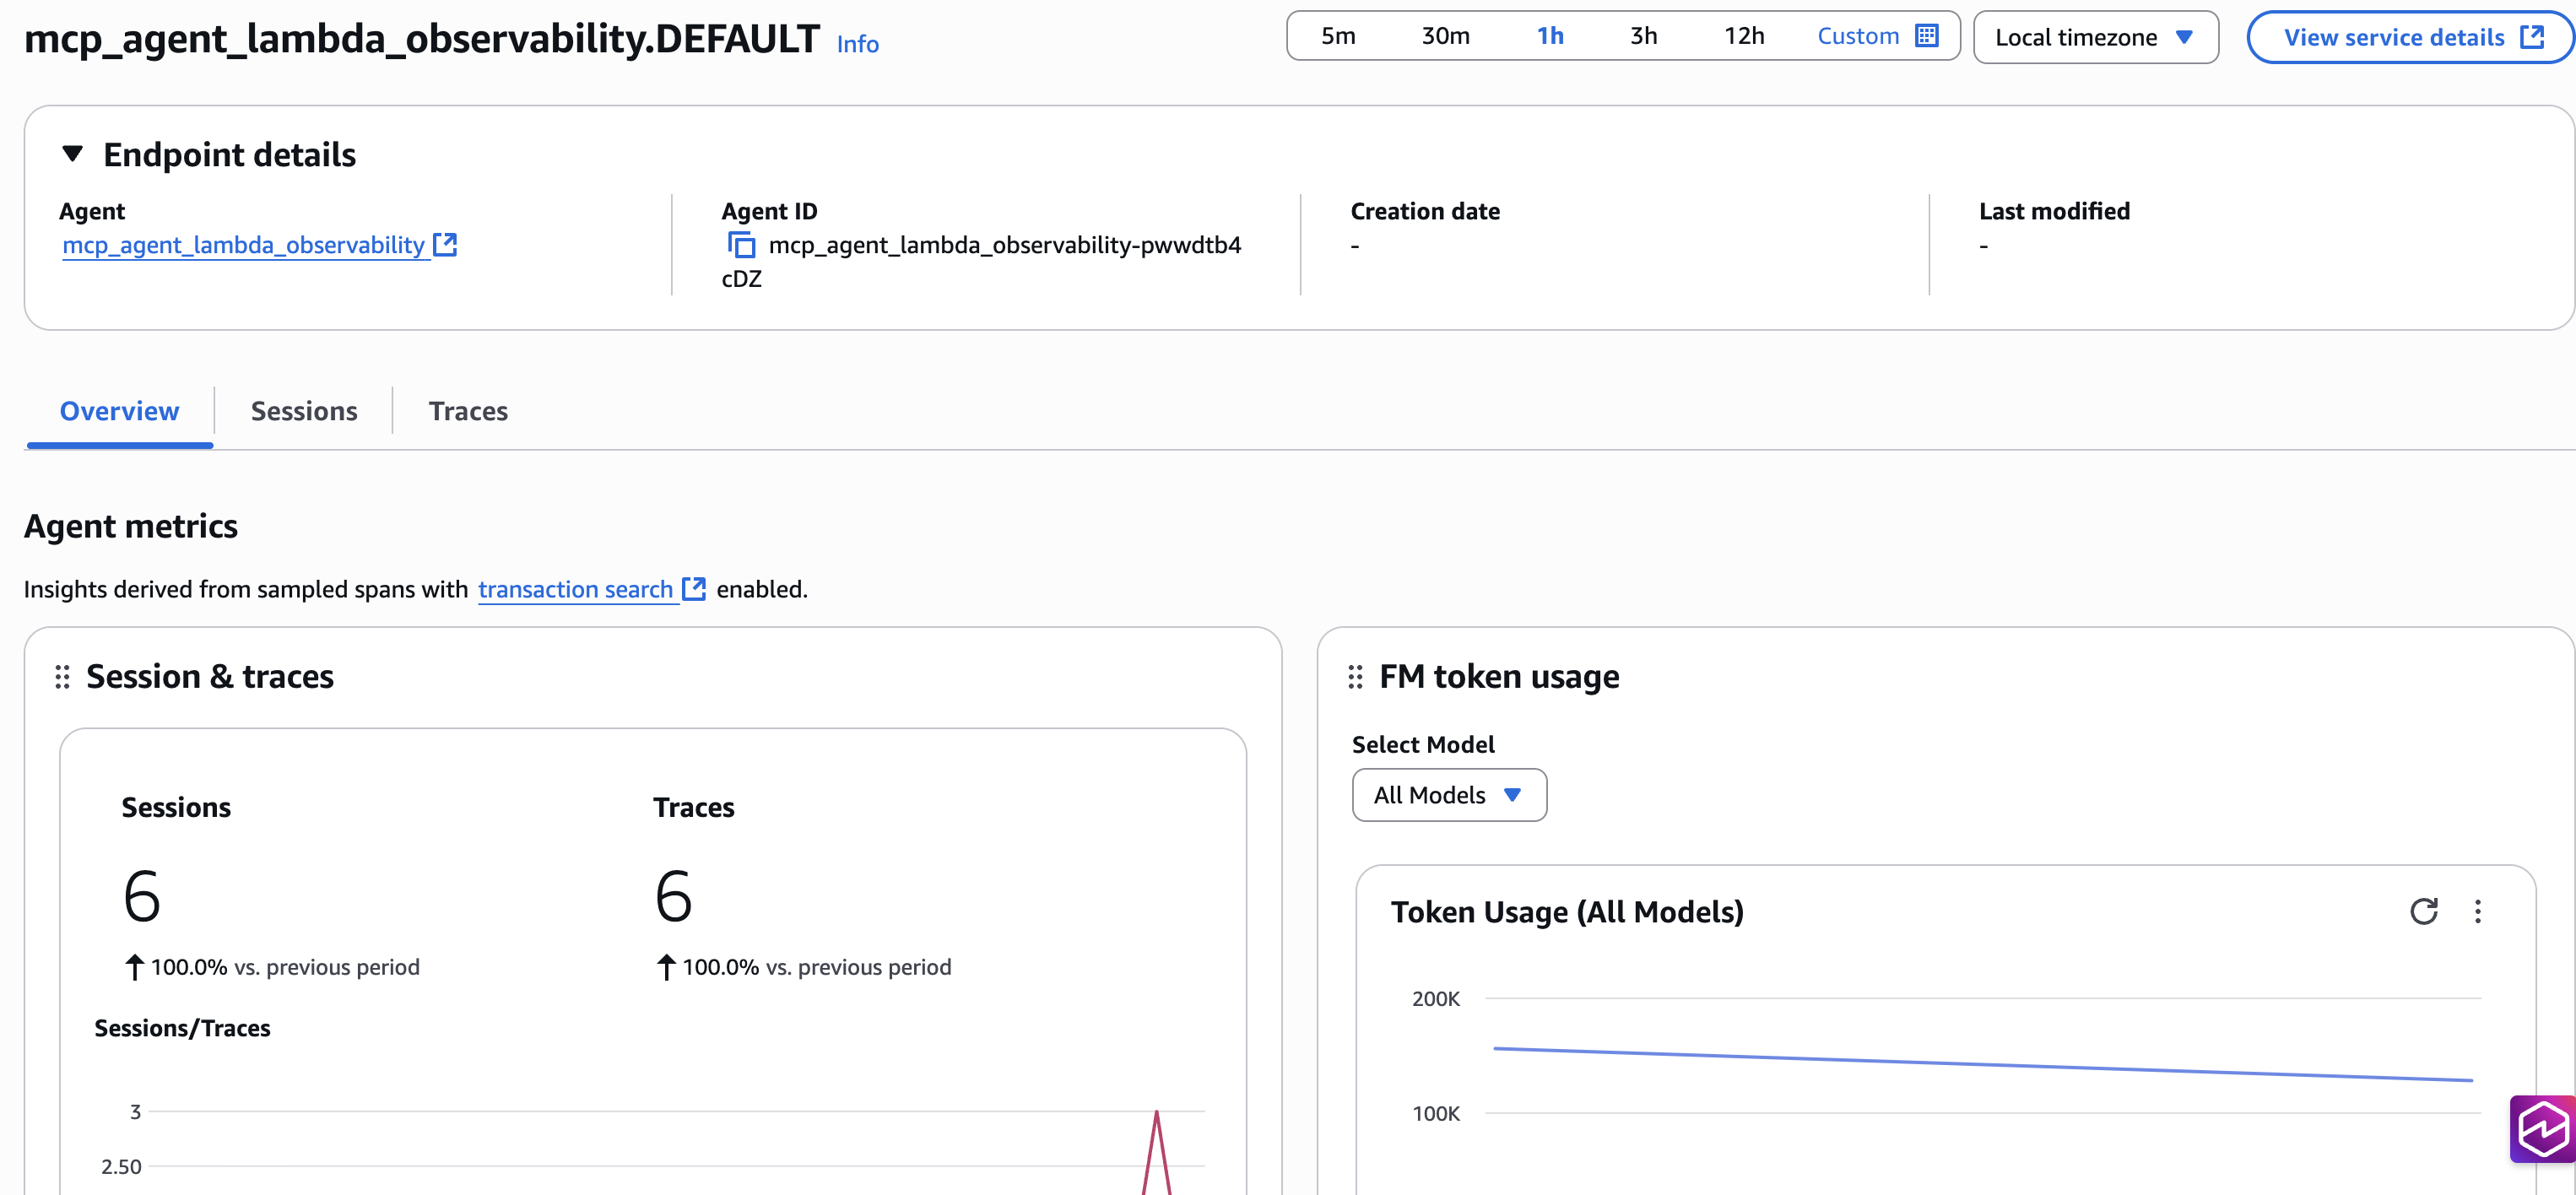 mcp_agent_lambda_observability.DEFAULT Info
5m 30m 1h 3h 12h Custom
Local timezone
View service details
Endpoint details
Agent
mcp_agent_lambda_observability
Agent ID
mcp_agent_lambda_observability-pwwdtb4
cDZ
Creation date
-
Last modified
-
Overview
Sessions
Traces
Agent metrics
Insights derived from sampled spans with transaction search enabled.
Session & traces
Sessions
6
100.0% vs. previous period
Traces
6
100.0% vs. previous period
Sessions/Traces
3
2.50
FM token usage
Select Model
All Models
Token Usage (All Models)
200K
100K